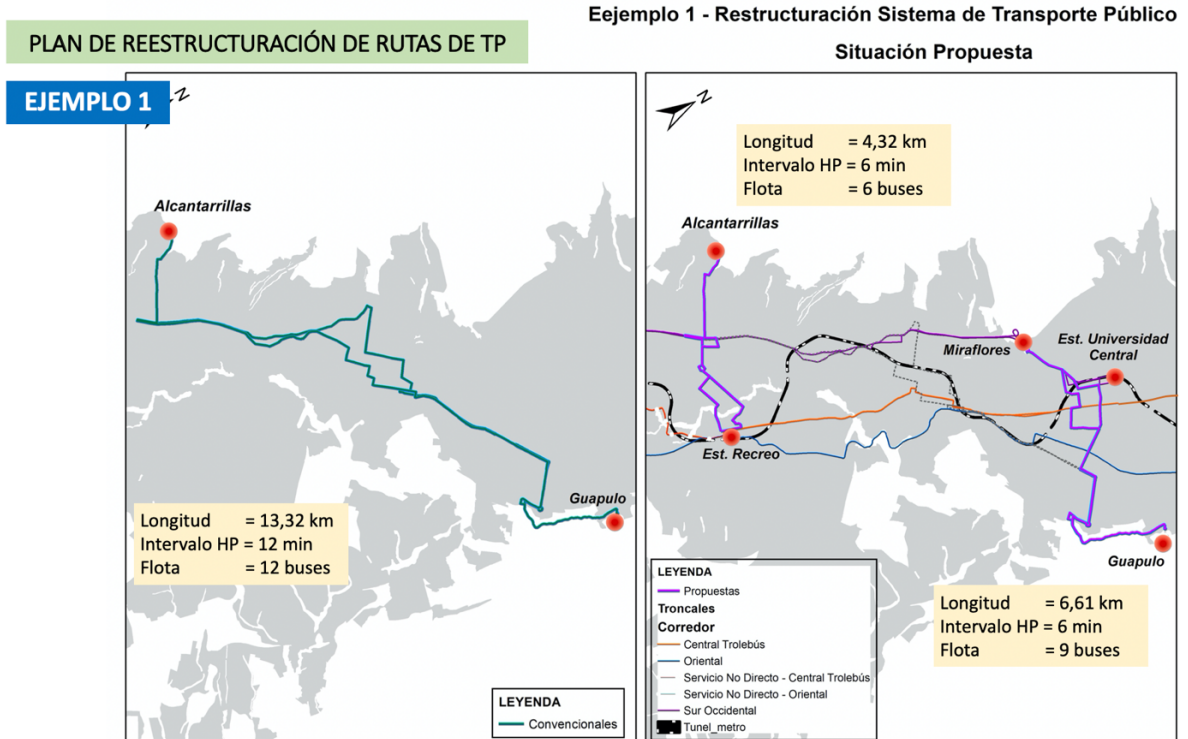 Eejemplo 1 - Restructuración Sistema de Transporte Público
PLAN DE REESTRUCTURACIÓN DE RUTAS DE TP
Situación Propuesta
EJEMPLO 1
N
Alcantarrillas
Guapulo
Longitud = 13,32 km
Intervalo HP = 12 min
Flota = 12 buses
LEYENDA
Convencionales
N
Longitud = 4,32 km
Intervalo HP = 6 min
Flota = 6 buses
Alcantarrillas
Miraflores
Est. Universidad
Central
Est. Recreo
Guapulo
Longitud = 6,61 km
Intervalo HP = 6 min
Flota = 9 buses
LEYENDA
Propuestas
Troncales
Corredor
Central Trolebús
Oriental
Servicio No Directo - Central Trolebús
Servicio No Directo - Oriental
Sur Occidental
Tunel_metro